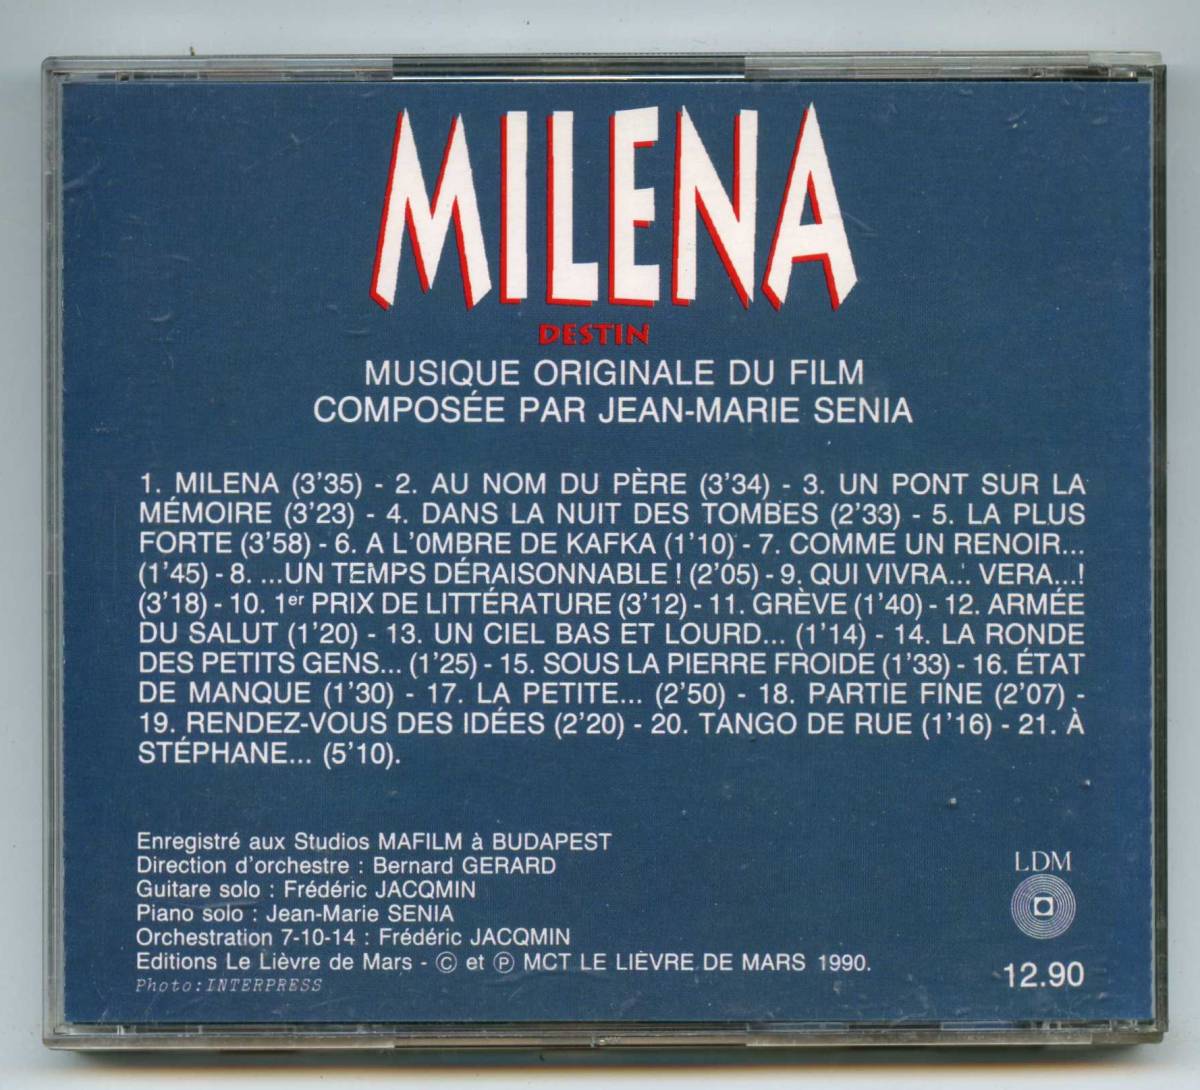 MILENA
DESTIN
MUSIQUE ORIGINALE DU FILM
COMPOSÉE PAR JEAN-MARIE SENIA
1. MILENA (3'35) - 2. AU NOM DU PÈRE (3'34) - 3. UN PONT SUR LA
MÉMOIRE (3'23) - 4. DANS LA NUIT DES TOMBES (2'33) - 5. LA PLUS
FORTE (3'58) - 6. A L'0MBRE DE KAFKA (1'10) - 7. COMME UN RENOIR...
(1'45) - 8. ...UN TEMPS DÉRAISONNABLE ! (2'05) - 9. QUI VIVRA... VERA...!
(3'18) - 10. 1er PRIX DE LITTÉRATURE (3'12) - 11. GRÈVE (1'40) - 12. ARMÉE
DU SALUT (1'20) - 13. UN CIEL BAS ET LOURD... (1'14) - 14. LA RONDE
DES PETITS GENS... (1'25) - 15. SOUS LA PIERRE FROIDE (1'33) - 16. ÉTAT
DE MANQUE (1'30) - 17. LA PETITE... (2'50) - 18. PARTIE FINE (2'07) -
19. RENDEZ-VOUS DES IDÉES (2'20) - 20. TANGO DE RUE (1'16) - 21. À
STÉPHANE... (5'10).
Enregistré aux Studios MAFILM à BUDAPEST
Direction d'orchestre : Bernard GERARD
Guitare solo : Frédéric JACQMIN
Piano solo : Jean-Marie SENIA
Orchestration 7-10-14 : Frédéric JACQMIN
Editions Le Lièvre de Mars - © et ℗ MCT LE LIÈVRE DE MARS 1990.
Photo:INTERPRESS
LDM
12.90